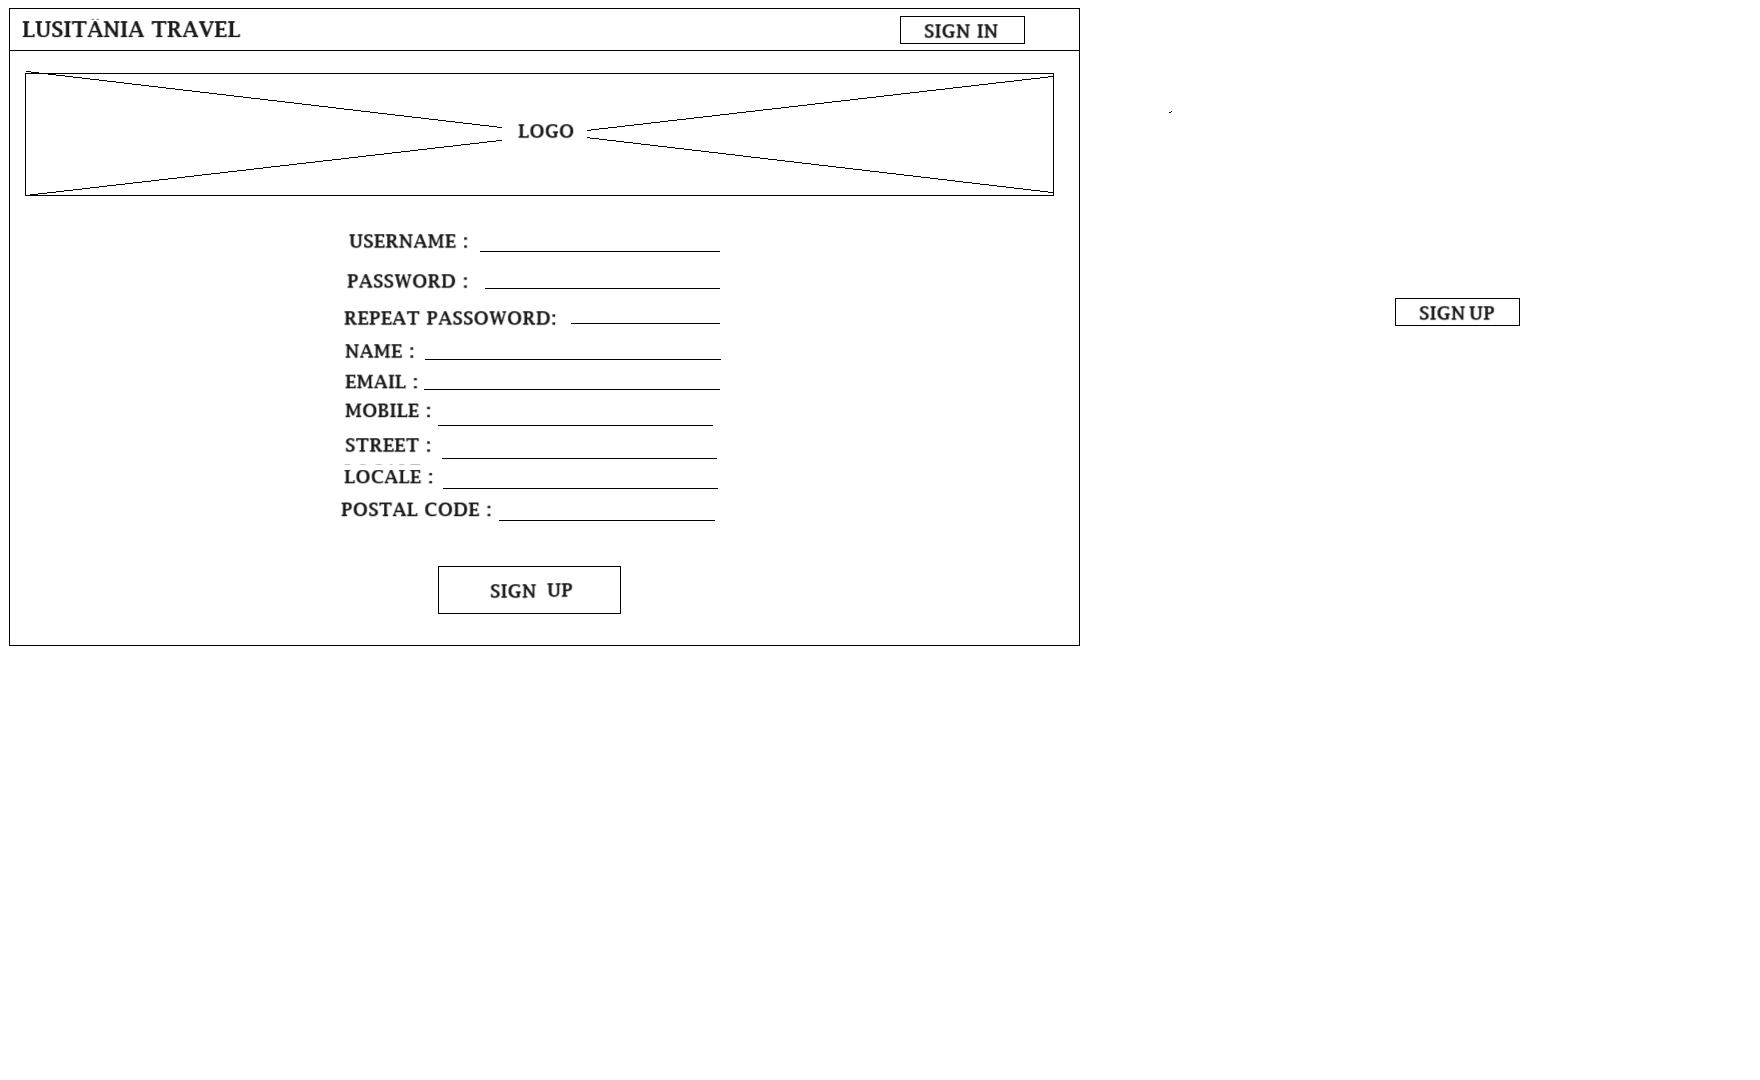 LUSITÂNIA TRAVEL
SIGN IN
LOGO
USERNAME :
PASSWORD :
REPEAT PASSOWORD:
NAME :
EMAIL :
MOBILE :
STREET :
LOCALE :
POSTAL CODE :
SIGN UP
SIGN UP